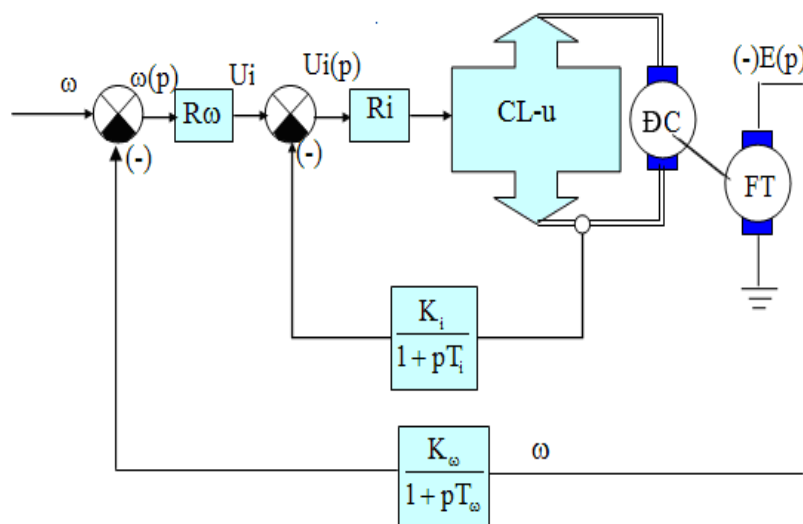 ω
ω(p)
Ui
Ui(p)
(-)E(p)
Rω
Ri
CL-u
ĐC
FT
(-)
(-)
K_i
1 + pT_i
K_ω
1 + pT_ω
ω